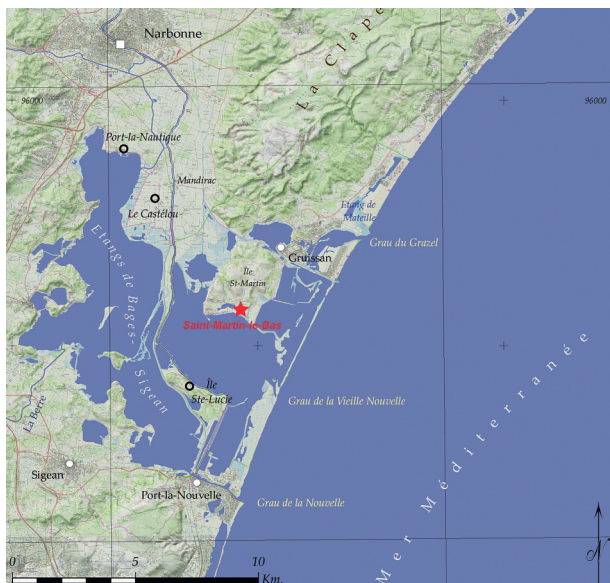 Narbonne
La Clape
96000
96000
Port-la-Nautique
Mandirac
Le Castélou
Etang de
Mateille
Grau du Grazel
Gruissan
Île
St-Martin
Etangs de Bages-
Sigean
Saint-Martin-le-Bas
Île
Ste-Lucie
Grau de la Vieille Nouvelle
La Berre
Mer Méditerranée
Sigean
Port-la-Nouvelle
Grau de la Nouvelle
N
0 5 10
Km.